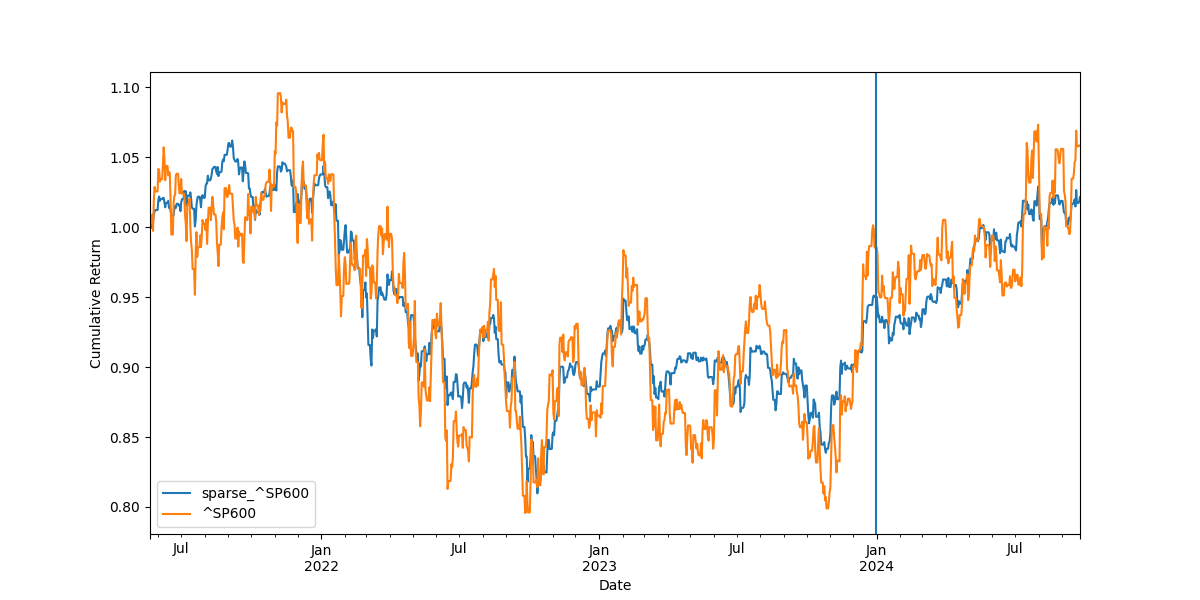 1.10
1.05
1.00
0.95
0.90
0.85
0.80
Cumulative Return
sparse_^SP600
^SP600
Jul Jan Jul Jan Jul Jan Jul
2022 2023 2024
Date